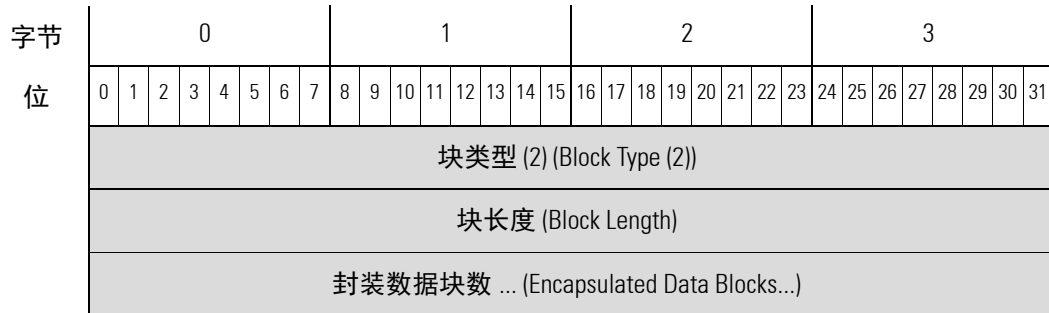 字节 0 1 2 3
位 0 1 2 3 4 5 6 7 8 9 10 11 12 13 14 15 16 17 18 19 20 21 22 23 24 25 26 27 28 29 30 31
块类型 (2) (Block Type (2))
块长度 (Block Length)
封装数据块数 ... (Encapsulated Data Blocks...)